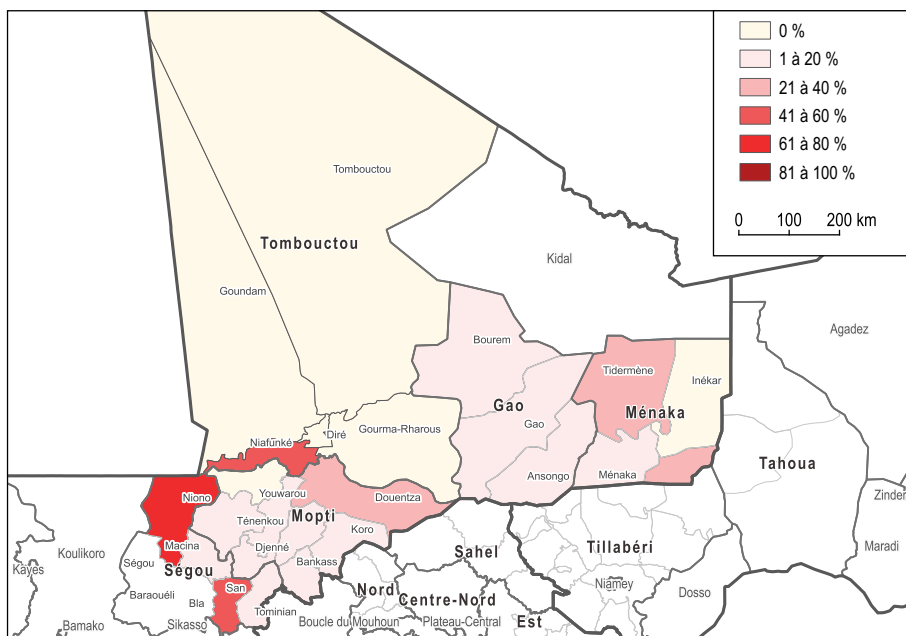 0 %
1 à 20 %
21 à 40 %
41 à 60 %
61 à 80 %
81 à 100 %
0 100 200 km
Tombouctou
Tombouctou
Kidal
Goundam
Agadez
Bourem
Tidermène
Inékar
Gao
Ménaka
Gao
Diré
Gourma-Rharous
Niafunké
Ansongo
Ménaka
Tahoua
Niono
Youwarou
Douentza
Zinder
Ténenkou
Mopti
Koro
Macina
Djenné
Sahel
Tillabéri
Maradi
Koulikoro
Kayes
Ségou
Ségou
Bankass
Niamey
Baraouéli
San
Nord
Dosso
Bla
Tominian
Centre-Nord
Bamako
Sikasso
Boucle du Mouhoun
Plateau-Central
Est